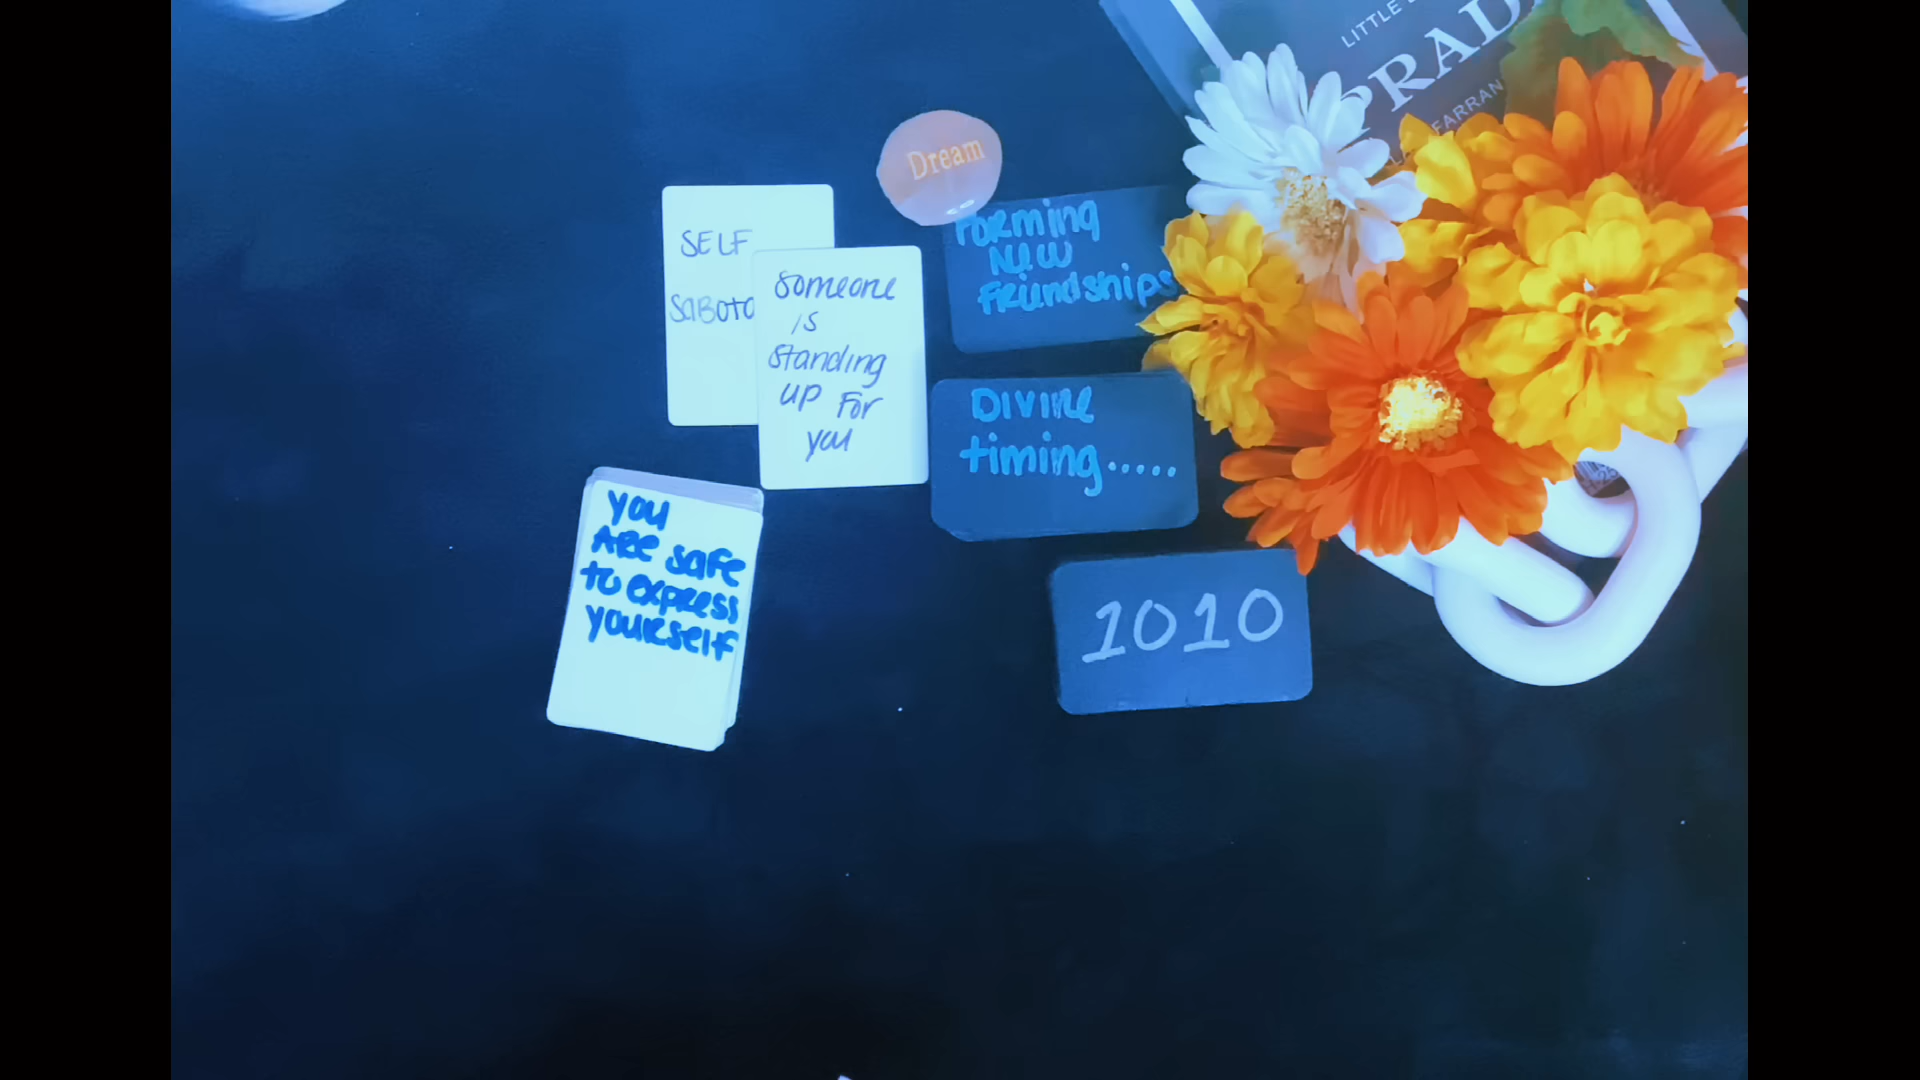 LITTLE
PRAD
FARRAN
Dream
SELF
SABOTA
Someone
is
standing
up for
you
Forming
New
Friendships
Divine
timing.....
You
Are safe
to express
yourself
1010